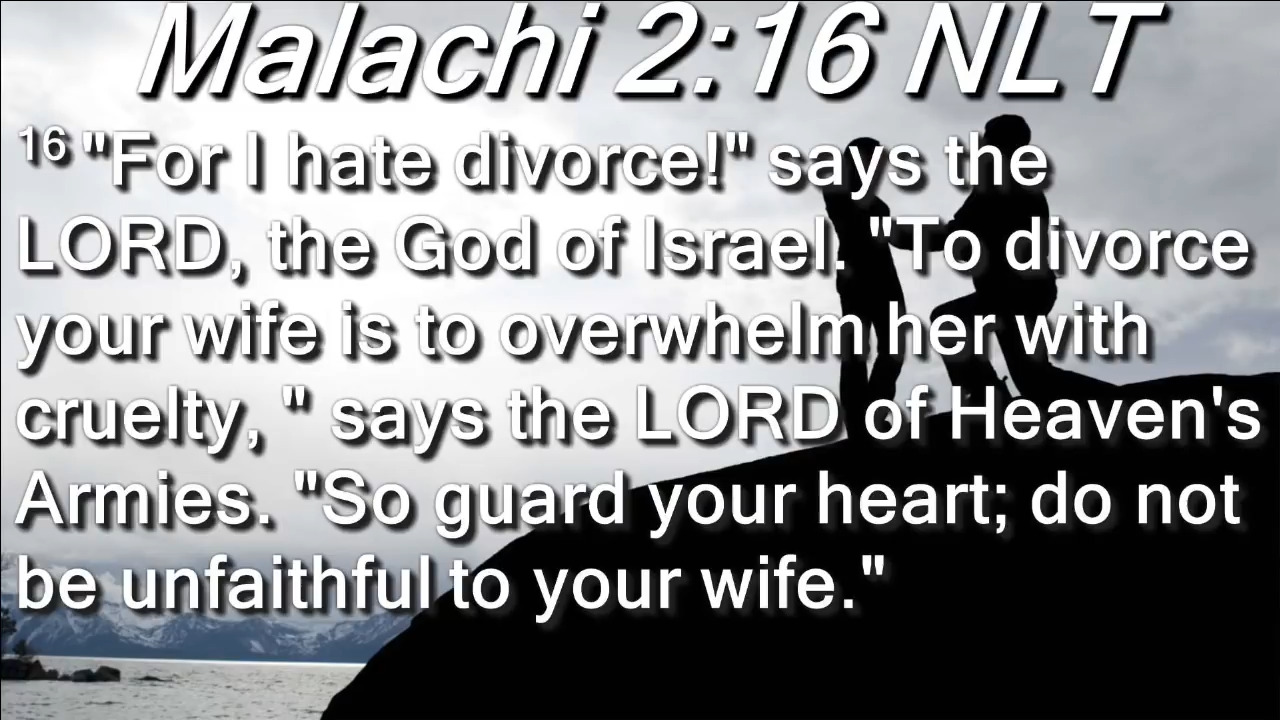 Malachi 2:16 NLT
16 "For I hate divorce!" says the
LORD, the God of Israel. "To divorce
your wife is to overwhelm her with
cruelty, " says the LORD of Heaven's
Armies. "So guard your heart; do not
be unfaithful to your wife."